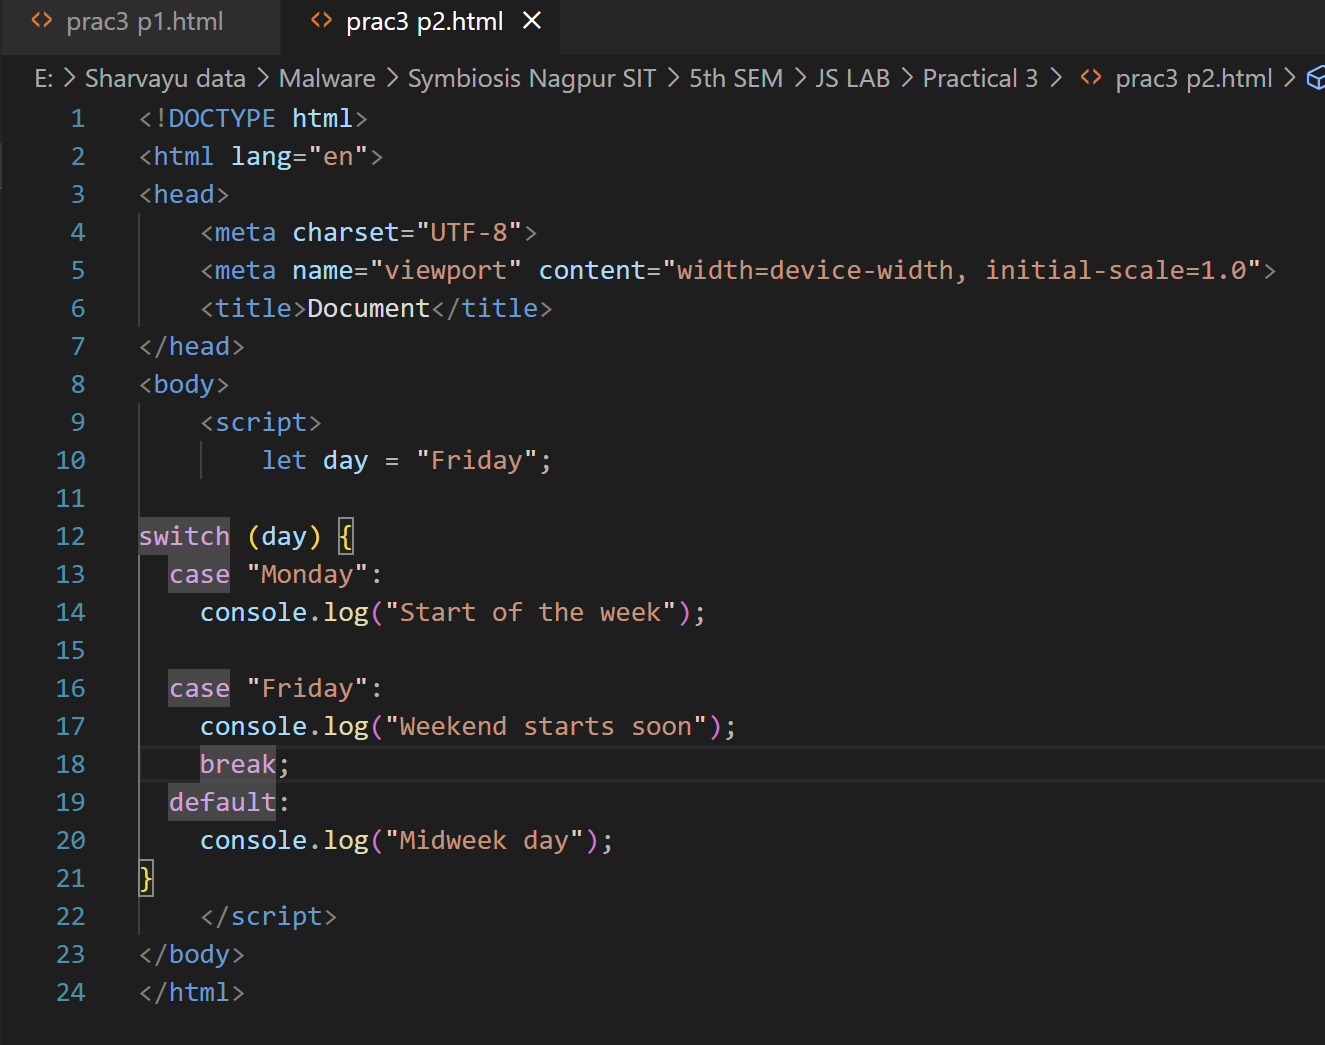 prac3 p1.html prac3 p2.html
E: > Sharvayu data > Malware > Symbiosis Nagpur SIT > 5th SEM > JS LAB > Practical 3 > prac3 p2.html >
1 <!DOCTYPE html>
2 <html lang="en">
3 <head>
4     <meta charset="UTF-8">
5     <meta name="viewport" content="width=device-width, initial-scale=1.0">
6     <title>Document</title>
7 </head>
8 <body>
9     <script>
10         let day = "Friday";
11
12 switch (day) {
13   case "Monday":
14     console.log("Start of the week");
15
16   case "Friday":
17     console.log("Weekend starts soon");
18     break;
19   default:
20     console.log("Midweek day");
21 }
22     </script>
23 </body>
24 </html>